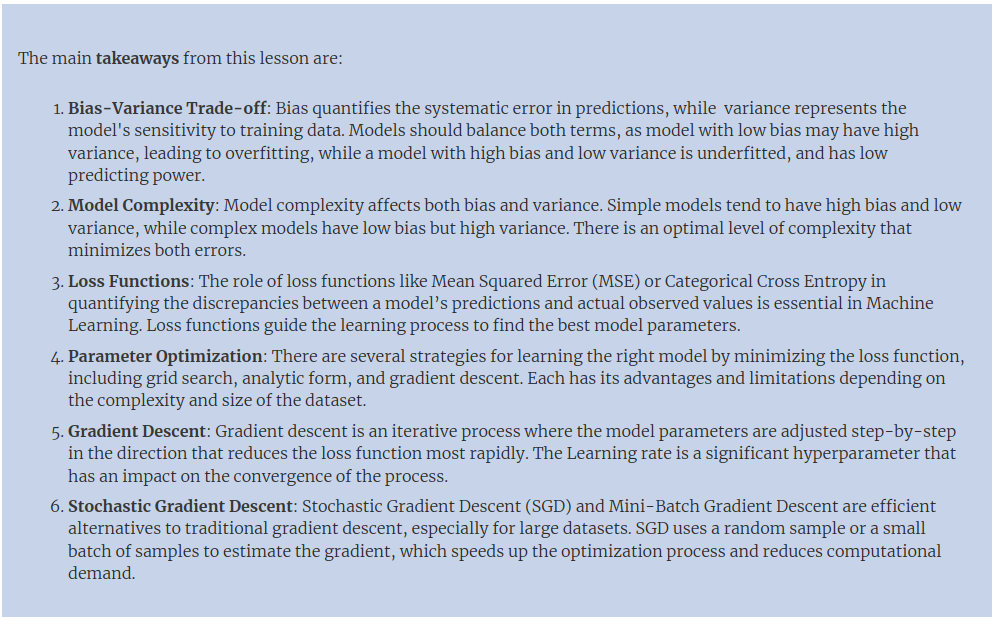 The main takeaways from this lesson are:
1. Bias-Variance Trade-off: Bias quantifies the systematic error in predictions, while variance represents the
model's sensitivity to training data. Models should balance both terms, as model with low bias may have high
variance, leading to overfitting, while a model with high bias and low variance is underfitted, and has low
predicting power.
2. Model Complexity: Model complexity affects both bias and variance. Simple models tend to have high bias and low
variance, while complex models have low bias but high variance. There is an optimal level of complexity that
minimizes both errors.
3. Loss Functions: The role of loss functions like Mean Squared Error (MSE) or Categorical Cross Entropy in
quantifying the discrepancies between a model’s predictions and actual observed values is essential in Machine
Learning. Loss functions guide the learning process to find the best model parameters.
4. Parameter Optimization: There are several strategies for learning the right model by minimizing the loss function,
including grid search, analytic form, and gradient descent. Each has its advantages and limitations depending on
the complexity and size of the dataset.
5. Gradient Descent: Gradient descent is an iterative process where the model parameters are adjusted step-by-step
in the direction that reduces the loss function most rapidly. The Learning rate is a significant hyperparameter that
has an impact on the convergence of the process.
6. Stochastic Gradient Descent: Stochastic Gradient Descent (SGD) and Mini-Batch Gradient Descent are efficient
alternatives to traditional gradient descent, especially for large datasets. SGD uses a random sample or a small
batch of samples to estimate the gradient, which speeds up the optimization process and reduces computational
demand.